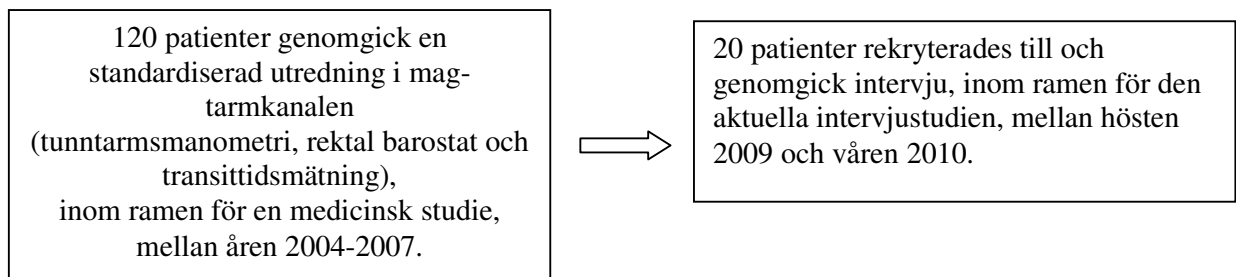 120 patienter genomgick en
standardiserad utredning i mag-
tarmkanalen
(tunntarmsmanometri, rektal barostat och
transittidsmätning),
inom ramen för en medicinsk studie,
mellan åren 2004-2007.
20 patienter rekryterades till och
genomgick intervju, inom ramen för den
aktuella intervjustudien, mellan hösten
2009 och våren 2010.